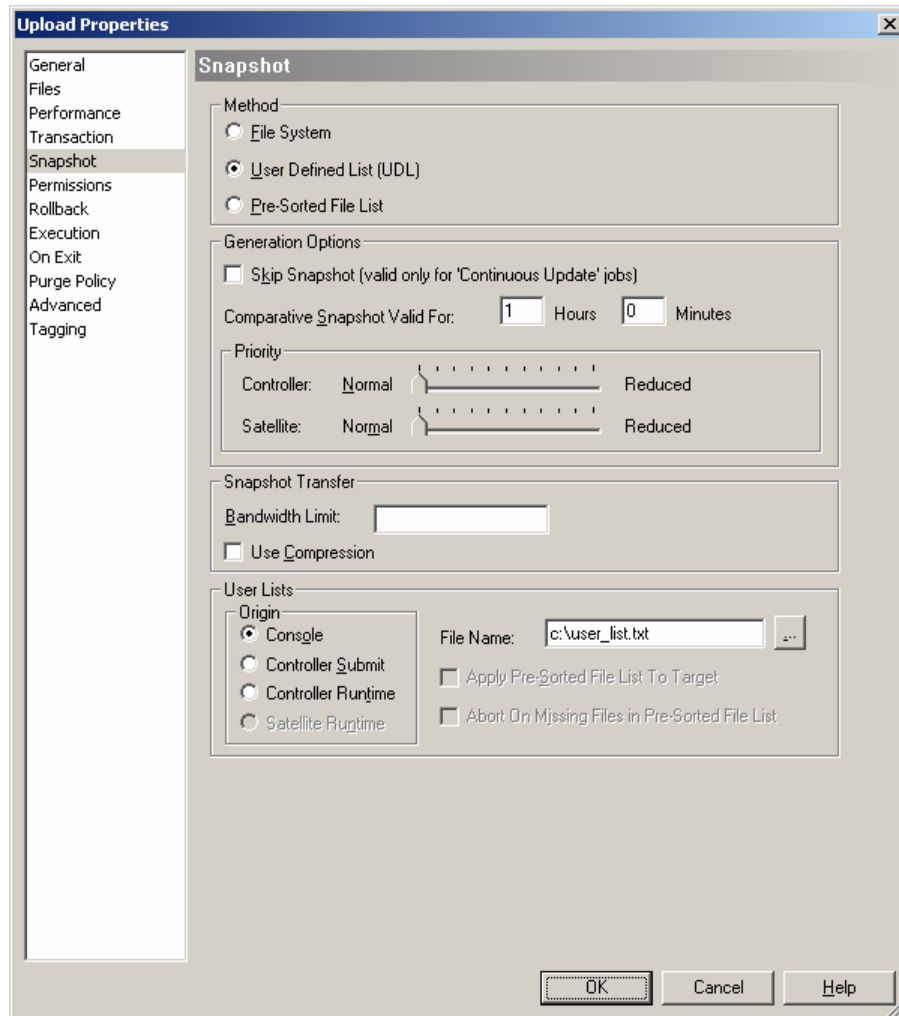 Upload Properties
General
Files
Performance
Transaction
Snapshot
Permissions
Rollback
Execution
On Exit
Purge Policy
Advanced
Tagging
Snapshot
Method
File System
User Defined List (UDL)
Pre-Sorted File List
Generation Options
Skip Snapshot (valid only for 'Continuous Update' jobs)
Comparative Snapshot Valid For: 1 Hours 0 Minutes
Priority
Controller: Normal Reduced
Satellite: Normal Reduced
Snapshot Transfer
Bandwidth Limit:
Use Compression
User Lists
Origin
Console
Controller Submit
Controller Runtime
Satellite Runtime
File Name: c:\user_list.txt ...
Apply Pre-Sorted File List To Target
Abort On Missing Files in Pre-Sorted File List
OK Cancel Help